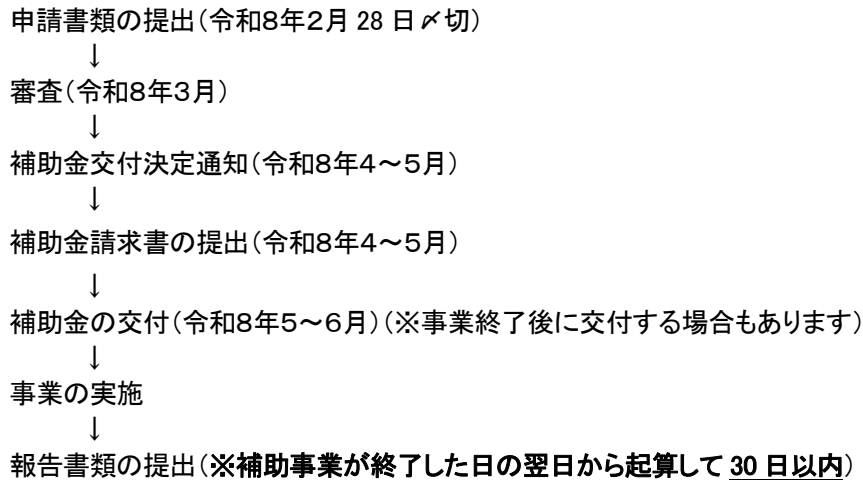 申請書類の提出（令和８年２月 28 日〆切）
↓
審査（令和８年３月）
↓
補助金交付決定通知（令和８年４～５月）
↓
補助金請求書の提出（令和８年４～５月）
↓
補助金の交付（令和８年５～６月）（※事業終了後に交付する場合もあります）
↓
事業の実施
↓
報告書類の提出（※補助事業が終了した日の翌日から起算して 30 日以内）